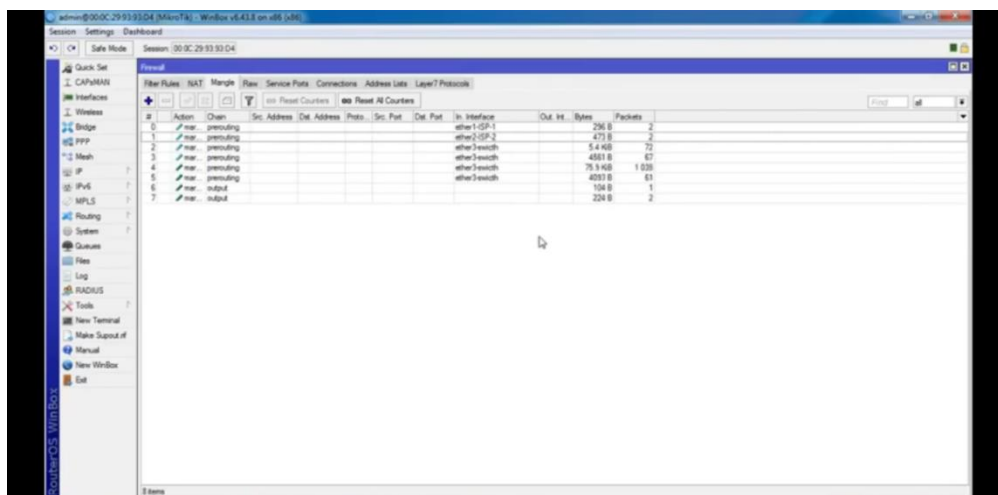 admin@00:0C:29:93:93:D4 (MikroTik) - WinBox v6.43.8 on x86 (x86)
Session Settings Dashboard
Safe Mode Session: 00:0C:29:93:93:D4
Quick Set
CAPsMAN
Interfaces
Wireless
Bridge
PPP
Mesh
IP
IPv6
MPLS
Routing
System
Queues
Files
Log
RADIUS
Tools
New Terminal
Make Supout.rif
Manual
New WinBox
Exit
RouterOS WinBox
Firewall
Filter Rules NAT Mangle Raw Service Ports Connections Address Lists Layer7 Protocols
Reset Counters 00 Reset All Counters Find all
# Action Chain Src. Address Dst. Address Proto... Src. Port Dst. Port In. Interface Out. Int... Bytes Packets
0 mar... prerouting ether1-ISP-1 296 B 2
1 mar... prerouting ether2-ISP-2 473 B 2
2 mar... prerouting ether3-swicth 5.4 KiB 72
3 mar... prerouting ether3-swicth 4561 B 67
4 mar... prerouting ether3-swicth 75.9 KiB 1 038
5 mar... prerouting ether3-swicth 4093 B 61
6 mar... output 104 B 1
7 mar... output 224 B 2
8 items